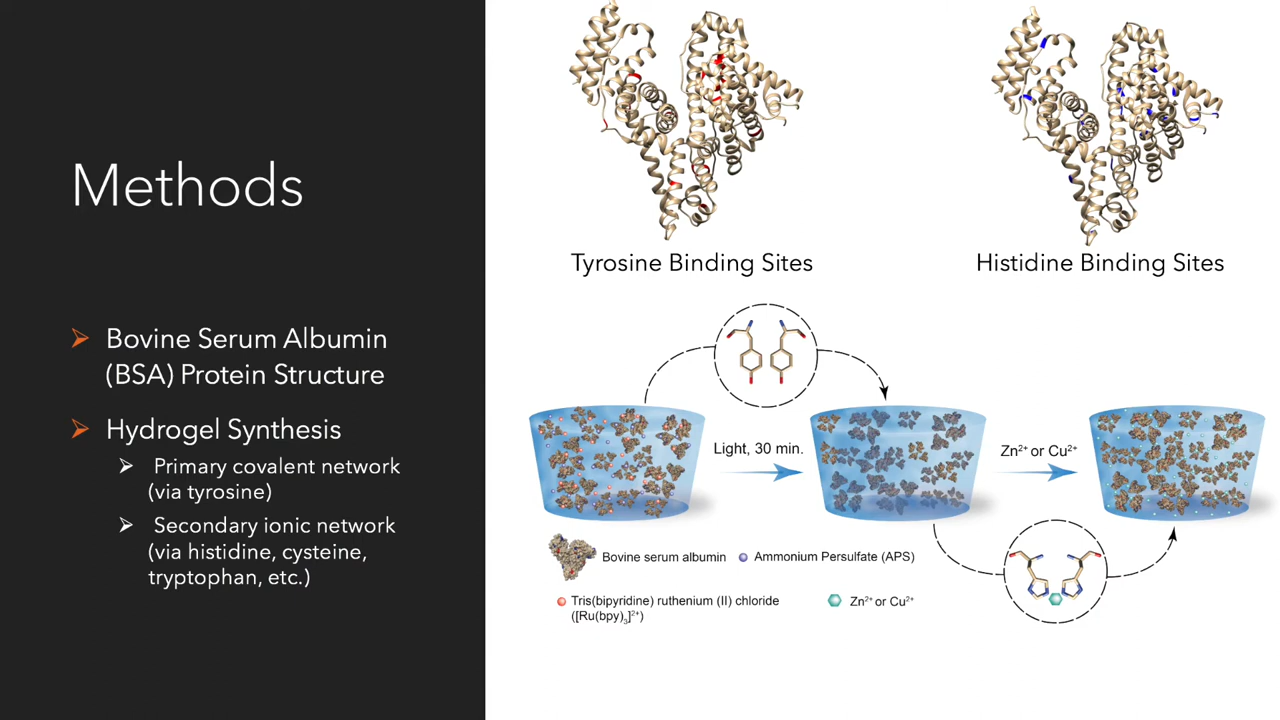 Methods
Bovine Serum Albumin
(BSA) Protein Structure
Hydrogel Synthesis
Primary covalent network
(via tyrosine)
Secondary ionic network
(via histidine, cysteine,
tryptophan, etc.)
Tyrosine Binding Sites
Histidine Binding Sites
Light, 30 min.
Zn²⁺ or Cu²⁺
Bovine serum albumin
Ammonium Persulfate (APS)
Tris(bipyridine) ruthenium (II) chloride
([Ru(bpy)₃]²⁺)
Zn²⁺ or Cu²⁺